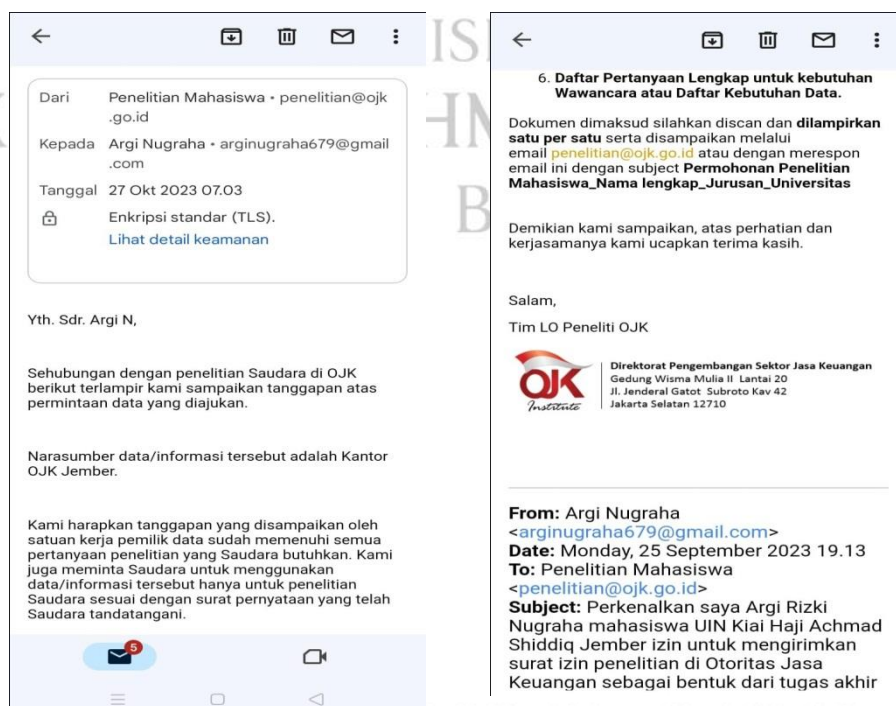 Dari Penelitian Mahasiswa • penelitian@ojk
.go.id
Kepada Argi Nugraha • arginugraha679@gmail
.com
Tanggal 27 Okt 2023 07.03
Enkripsi standar (TLS).
Lihat detail keamanan
Yth. Sdr. Argi N,
Sehubungan dengan penelitian Saudara di OJK
berikut terlampir kami sampaikan tanggapan atas
permintaan data yang diajukan.
Narasumber data/informasi tersebut adalah Kantor
OJK Jember.
Kami harapkan tanggapan yang disampaikan oleh
satuan kerja pemilik data sudah memenuhi semua
pertanyaan penelitian yang Saudara butuhkan. Kami
juga meminta Saudara untuk menggunakan
data/informasi tersebut hanya untuk penelitian
Saudara sesuai dengan surat pernyataan yang telah
Saudara tandatangani.
5
6. Daftar Pertanyaan Lengkap untuk kebutuhan
Wawancara atau Daftar Kebutuhan Data.
Dokumen dimaksud silahkan discan dan dilampirkan
satu per satu serta disampaikan melalui
email penelitian@ojk.go.id atau dengan merespon
email ini dengan subject Permohonan Penelitian
Mahasiswa_Nama lengkap_Jurusan_Universitas
Demikian kami sampaikan, atas perhatian dan
kerjasamanya kami ucapkan terima kasih.
Salam,
Tim LO Peneliti OJK
OJK
Institute
Direktorat Pengembangan Sektor Jasa Keuangan
Gedung Wisma Mulia II Lantai 20
Jl. Jenderal Gatot Subroto Kav 42
Jakarta Selatan 12710
From: Argi Nugraha
<arginugraha679@gmail.com>
Date: Monday, 25 September 2023 19.13
To: Penelitian Mahasiswa
<penelitian@ojk.go.id>
Subject: Perkenalkan saya Argi Rizki
Nugraha mahasiswa UIN Kiai Haji Achmad
Shiddiq Jember izin untuk mengirimkan
surat izin penelitian di Otoritas Jasa
Keuangan sebagai bentuk dari tugas akhir